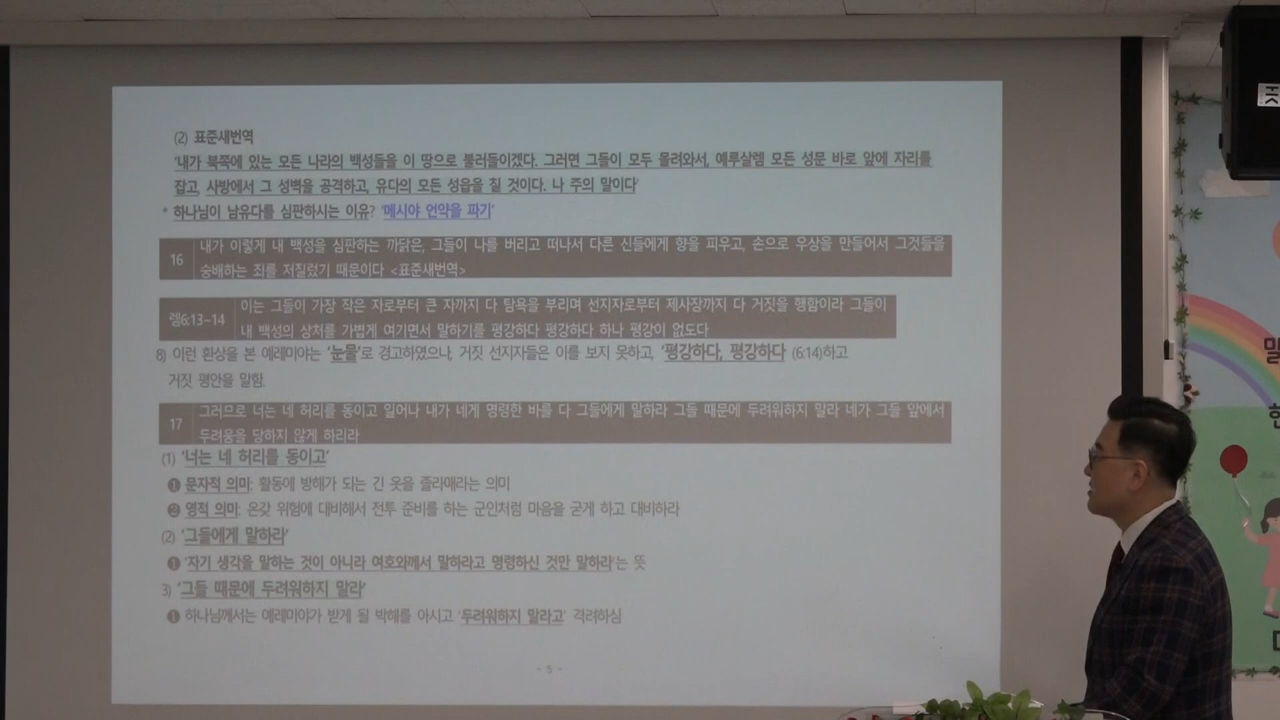 (2) 표준새번역
'내가 북쪽에 있는 모든 나라의 백성들을 이 땅으로 불러들이겠다. 그러면 그들이 모두 몰려와서, 예루살렘 모든 성문 바로 앞에 자리를
잡고, 사방에서 그 성벽을 공격하고, 유다의 모든 성읍을 칠 것이다. 나 주의 말이다'
* 하나님이 남유다를 심판하시는 이유? '메시야 언약을 파기'
16 내가 이렇게 내 백성을 심판하는 까닭은, 그들이 나를 버리고 떠나서 다른 신들에게 향을 피우고, 손으로 우상을 만들어서 그것들을
숭배하는 죄를 저질렀기 때문이다 <표준새번역>
렘6:13~14 이는 그들이 가장 작은 자로부터 큰 자까지 다 탐욕을 부리며 선지자로부터 제사장까지 다 거짓을 행함이라 그들이
내 백성의 상처를 가볍게 여기면서 말하기를 평강하다 평강하다 하나 평강이 없도다
8) 이런 환상을 본 예레미야는 '눈물'로 경고하였으나, 거짓 선지자들은 이를 보지 못하고, '평강하다, 평강하다' (6:14)하고
거짓 평안을 말함.
17 그러므로 너는 네 허리를 동이고 일어나 내가 네게 명령한 바를 다 그들에게 말하라 그들 때문에 두려워하지 말라 네가 그들 앞에서
두려움을 당하지 않게 하리라
(1) '너는 네 허리를 동이고'
❶ 문자적 의미: 활동에 방해가 되는 긴 옷을 졸라매라는 의미
❷ 영적 의미: 온갖 위험에 대비해서 전투 준비를 하는 군인처럼 마음을 굳게 하고 대비하라
(2) '그들에게 말하라'
❶ '자기 생각을 말하는 것이 아니라 여호와께서 말하라고 명령하신 것만 말하라'는 뜻
3) '그들 때문에 두려워하지 말라'
❶ 하나님께서는 예레미야가 받게 될 박해를 아시고 '두려워하지 말라고' 격려하심
- 5 -